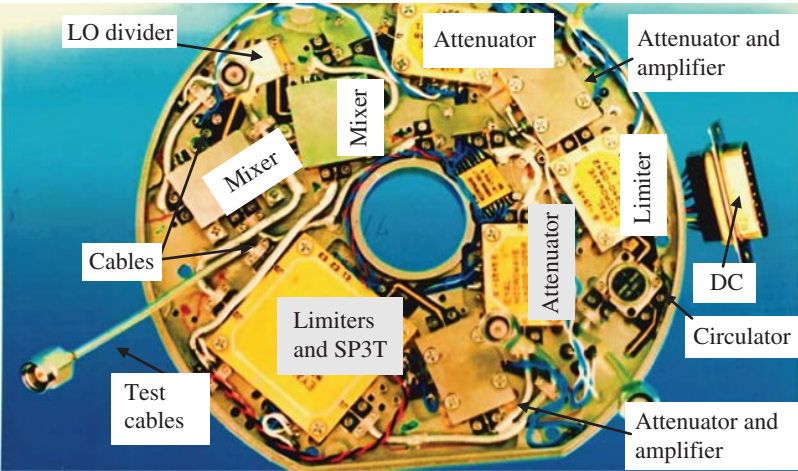 LO divider
Attenuator
Attenuator and
amplifier
Mixer
Mixer
Limiter
Cables
Attenuator
DC
Limiters
and SP3T
Circulator
Test
cables
Attenuator and
amplifier